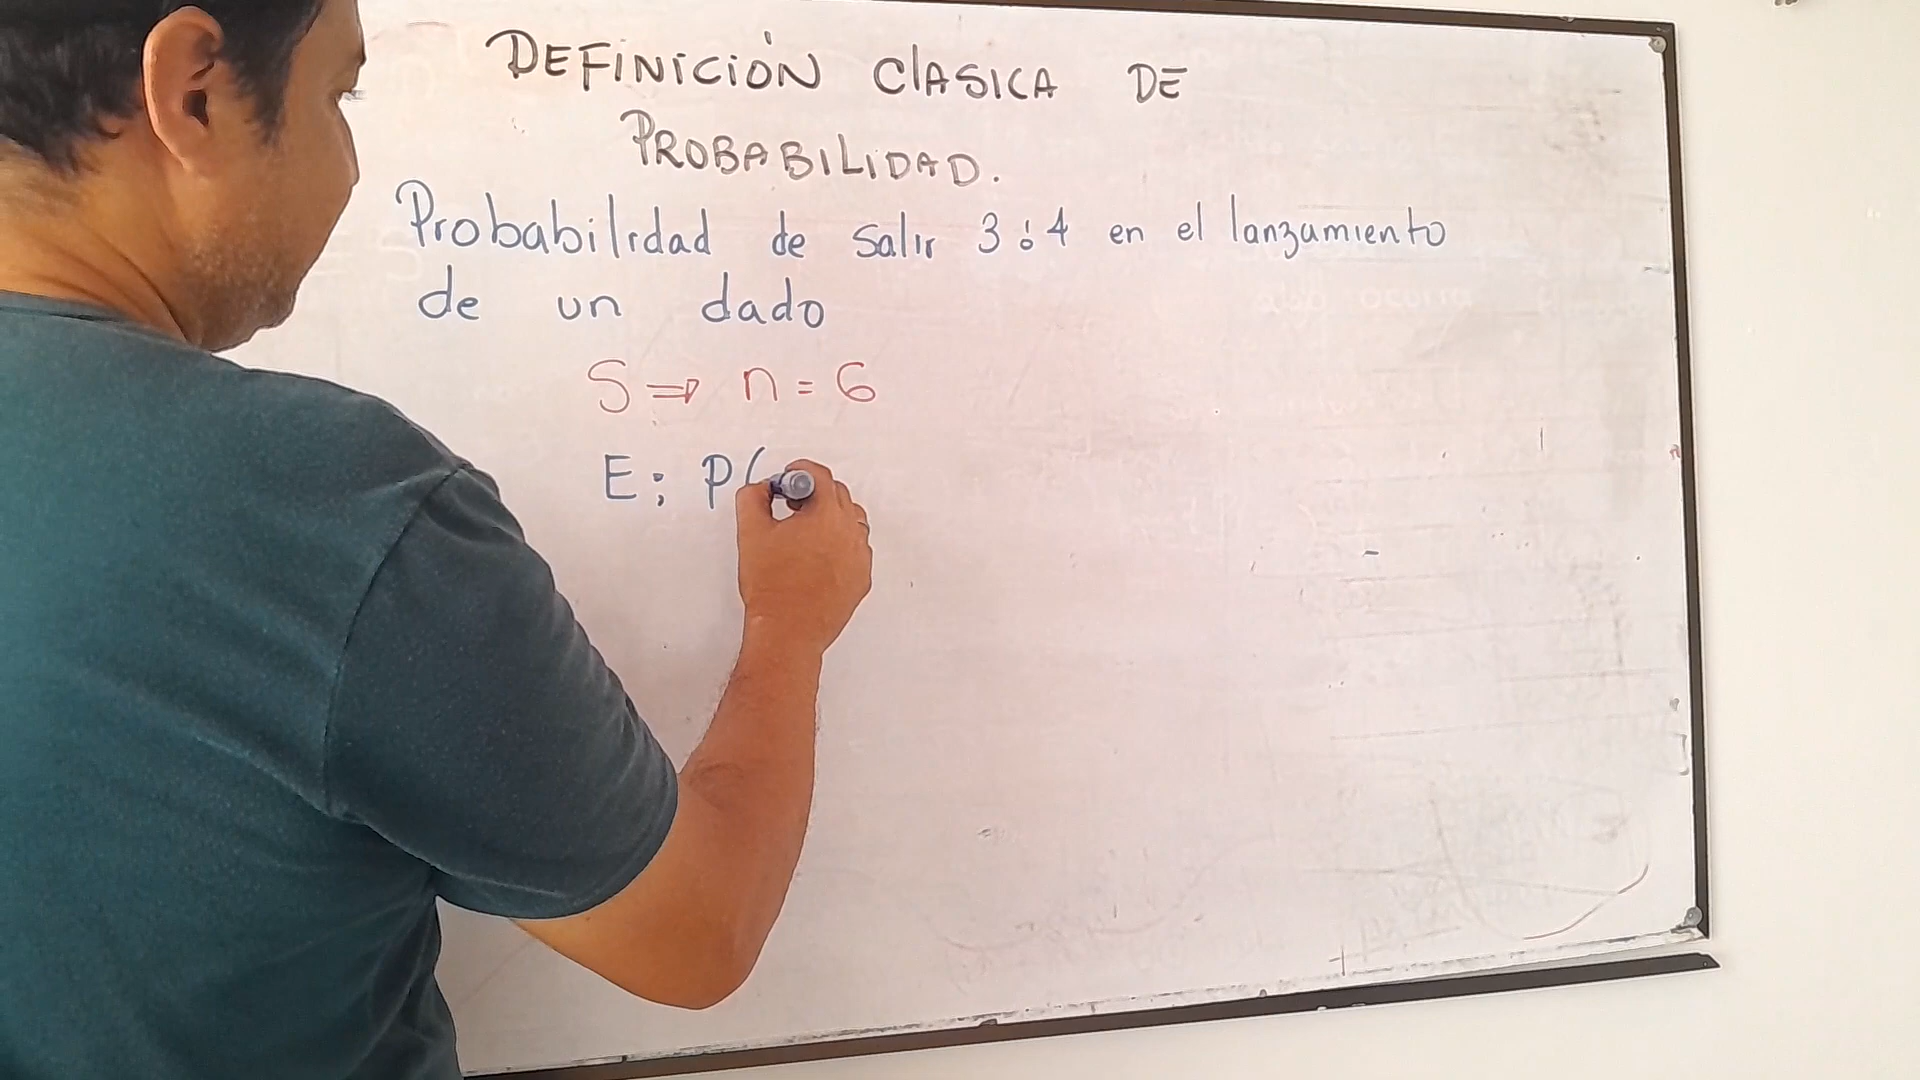 DEFINICIÓN CLASICA DE
PROBABILIDAD.
Probabilidad de salir 3 ó 4 en el lanzamiento
de un dado
S ⇒ n = 6
E; P(